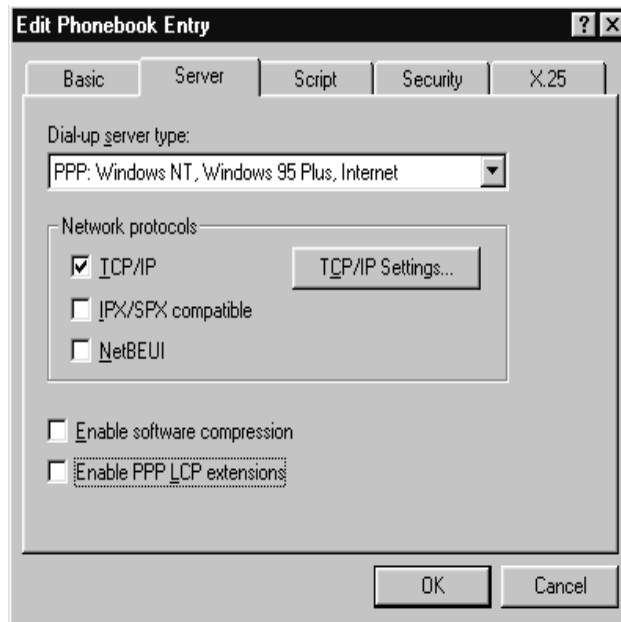 Edit Phonebook Entry ? X
Basic Server Script Security X.25
Dial-up server type:
PPP: Windows NT, Windows 95 Plus, Internet
Network protocols
TCP/IP TCP/IP Settings...
IPX/SPX compatible
NetBEUI
Enable software compression
Enable PPP LCP extensions
OK Cancel